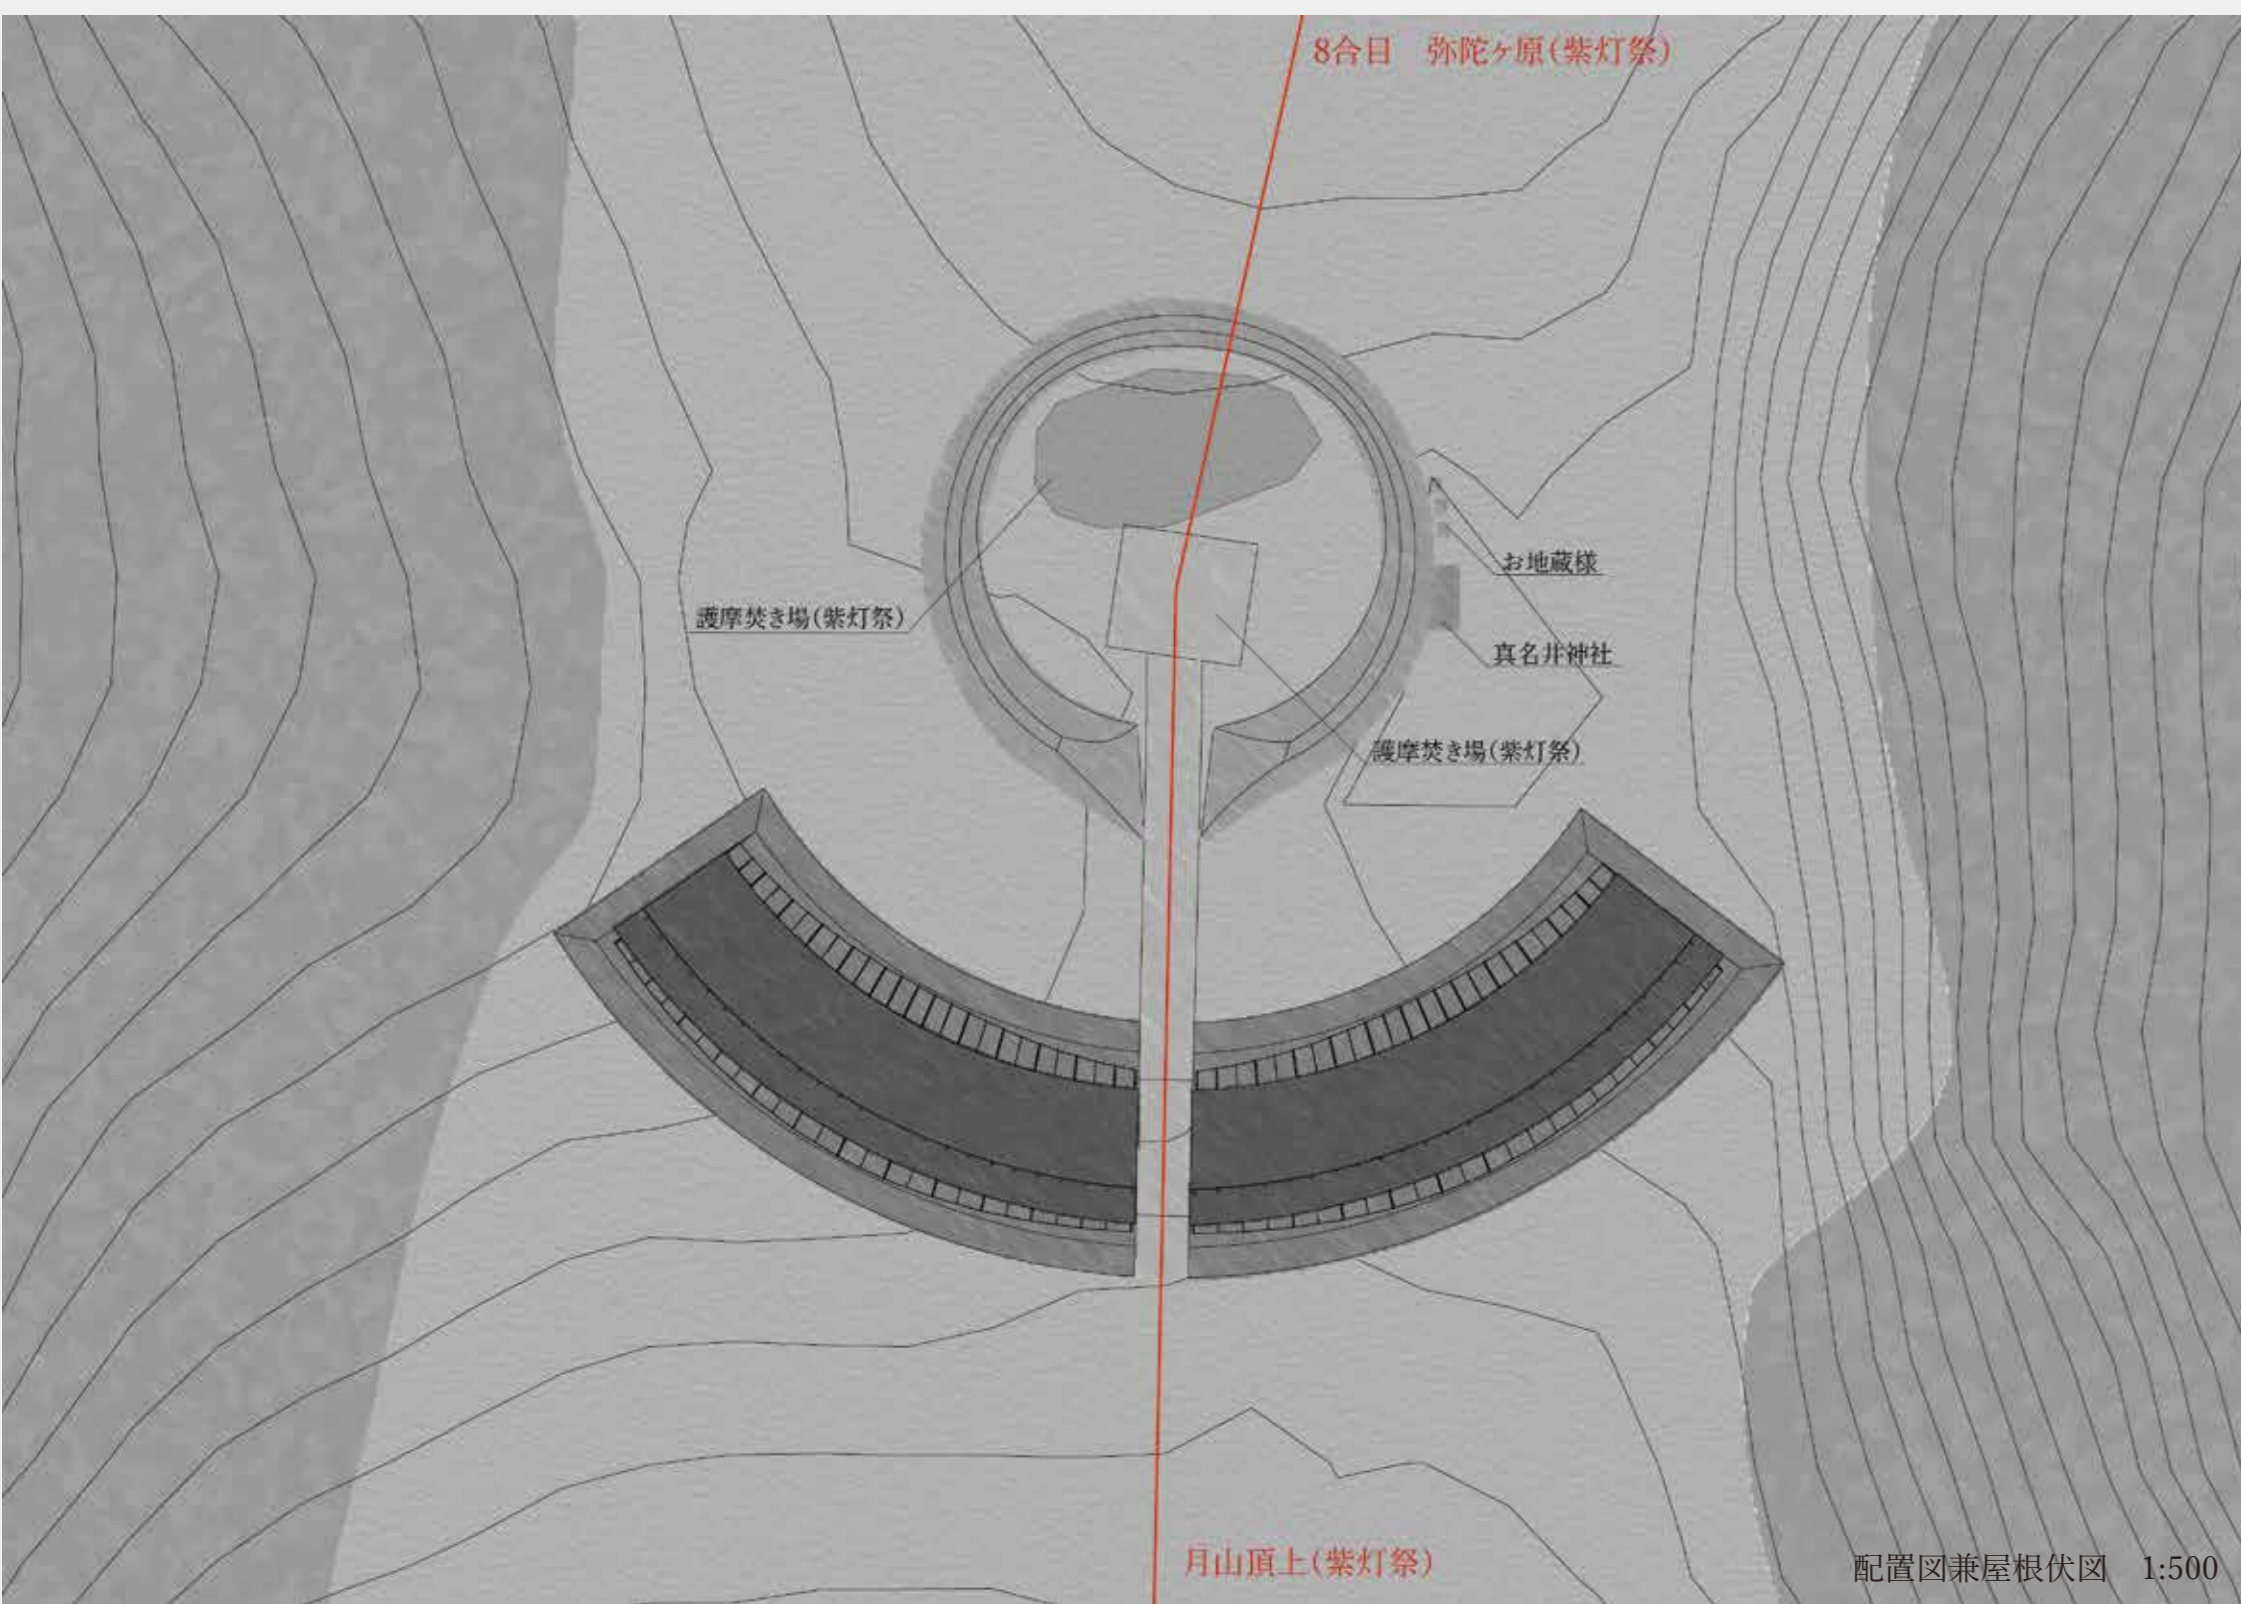 8合目　弥陀ヶ原(紫灯祭)
お地蔵様
護摩焚き場(紫灯祭)
真名井神社
護摩焚き場(紫灯祭)
月山頂上(紫灯祭)
配置図兼屋根伏図　1:500